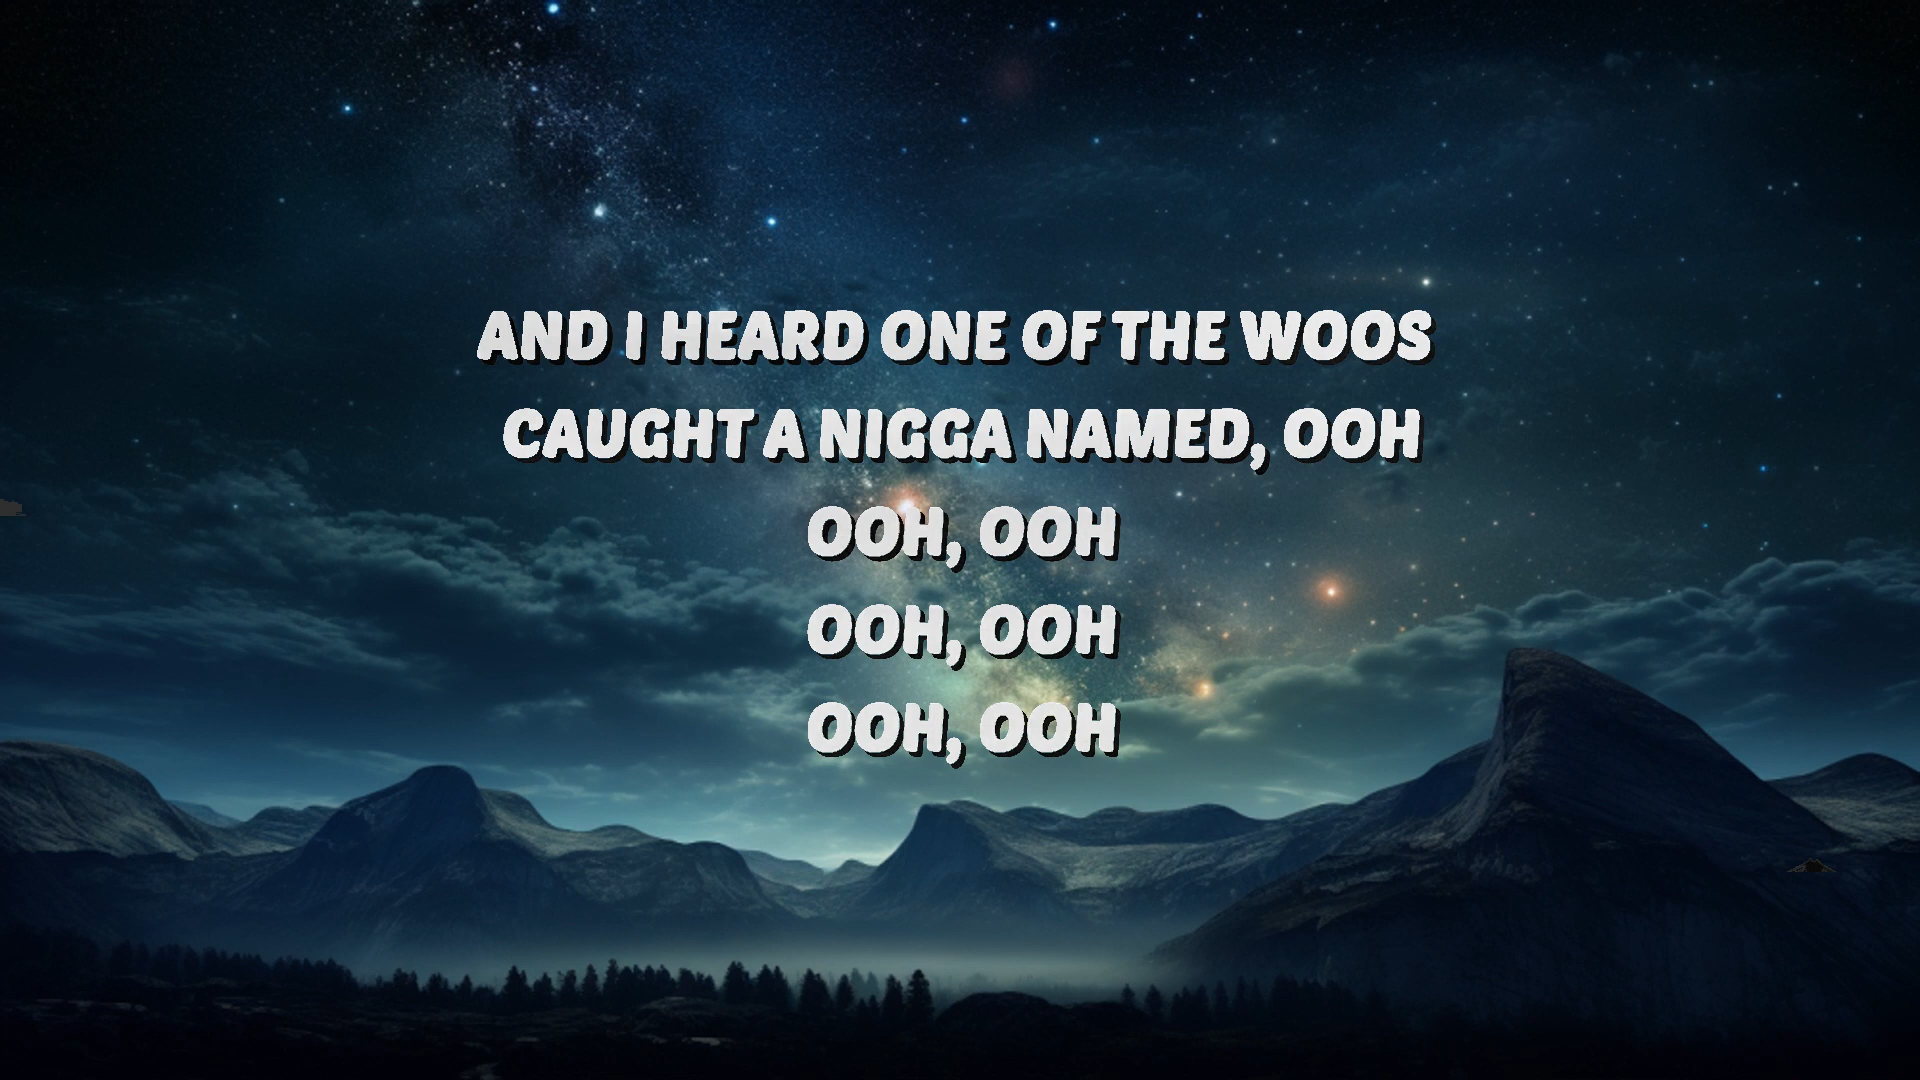 AND I HEARD ONE OF THE WOOS
CAUGHT A NIGGA NAMED, OOH
OOH, OOH
OOH, OOH
OOH, OOH